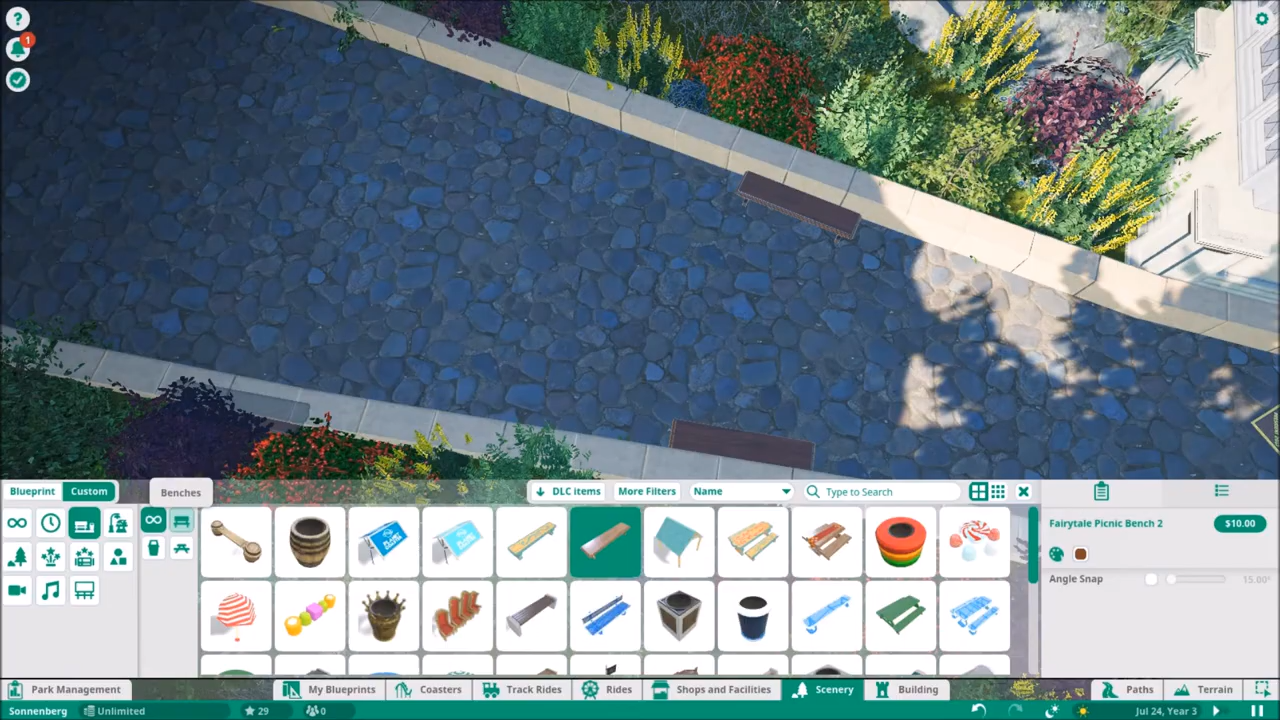 ?
1
Blueprint
Custom
Benches
DLC items
More Filters
Name
Type to Search
Fairytale Picnic Bench 2
$10.00
Angle Snap
15.00°
Park Management
My Blueprints
Coasters
Track Rides
Rides
Shops and Facilities
Scenery
Building
Paths
Terrain
Sonnenberg
Unlimited
29
0
Jul 24, Year 3